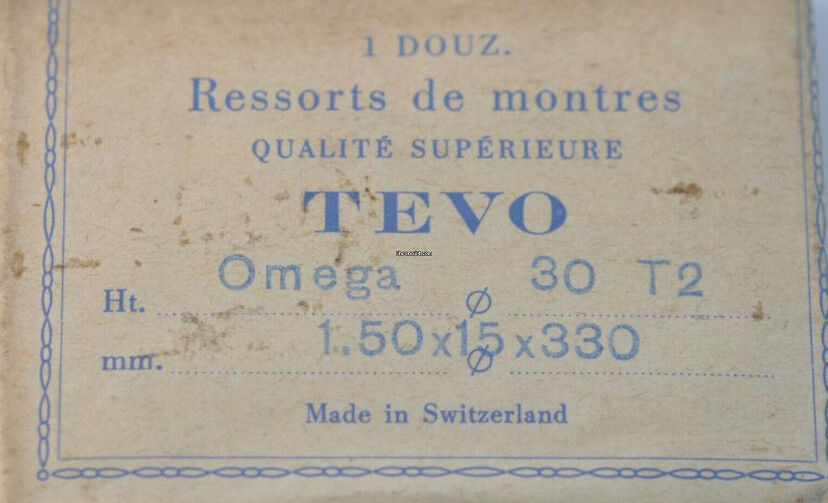 1 DOUZ.
Ressorts de montres
QUALITÉ SUPÉRIEURE
TEVO
Omega 30 T2
Ht. Ø
1.50x15x330
mm. Ø
Made in Switzerland